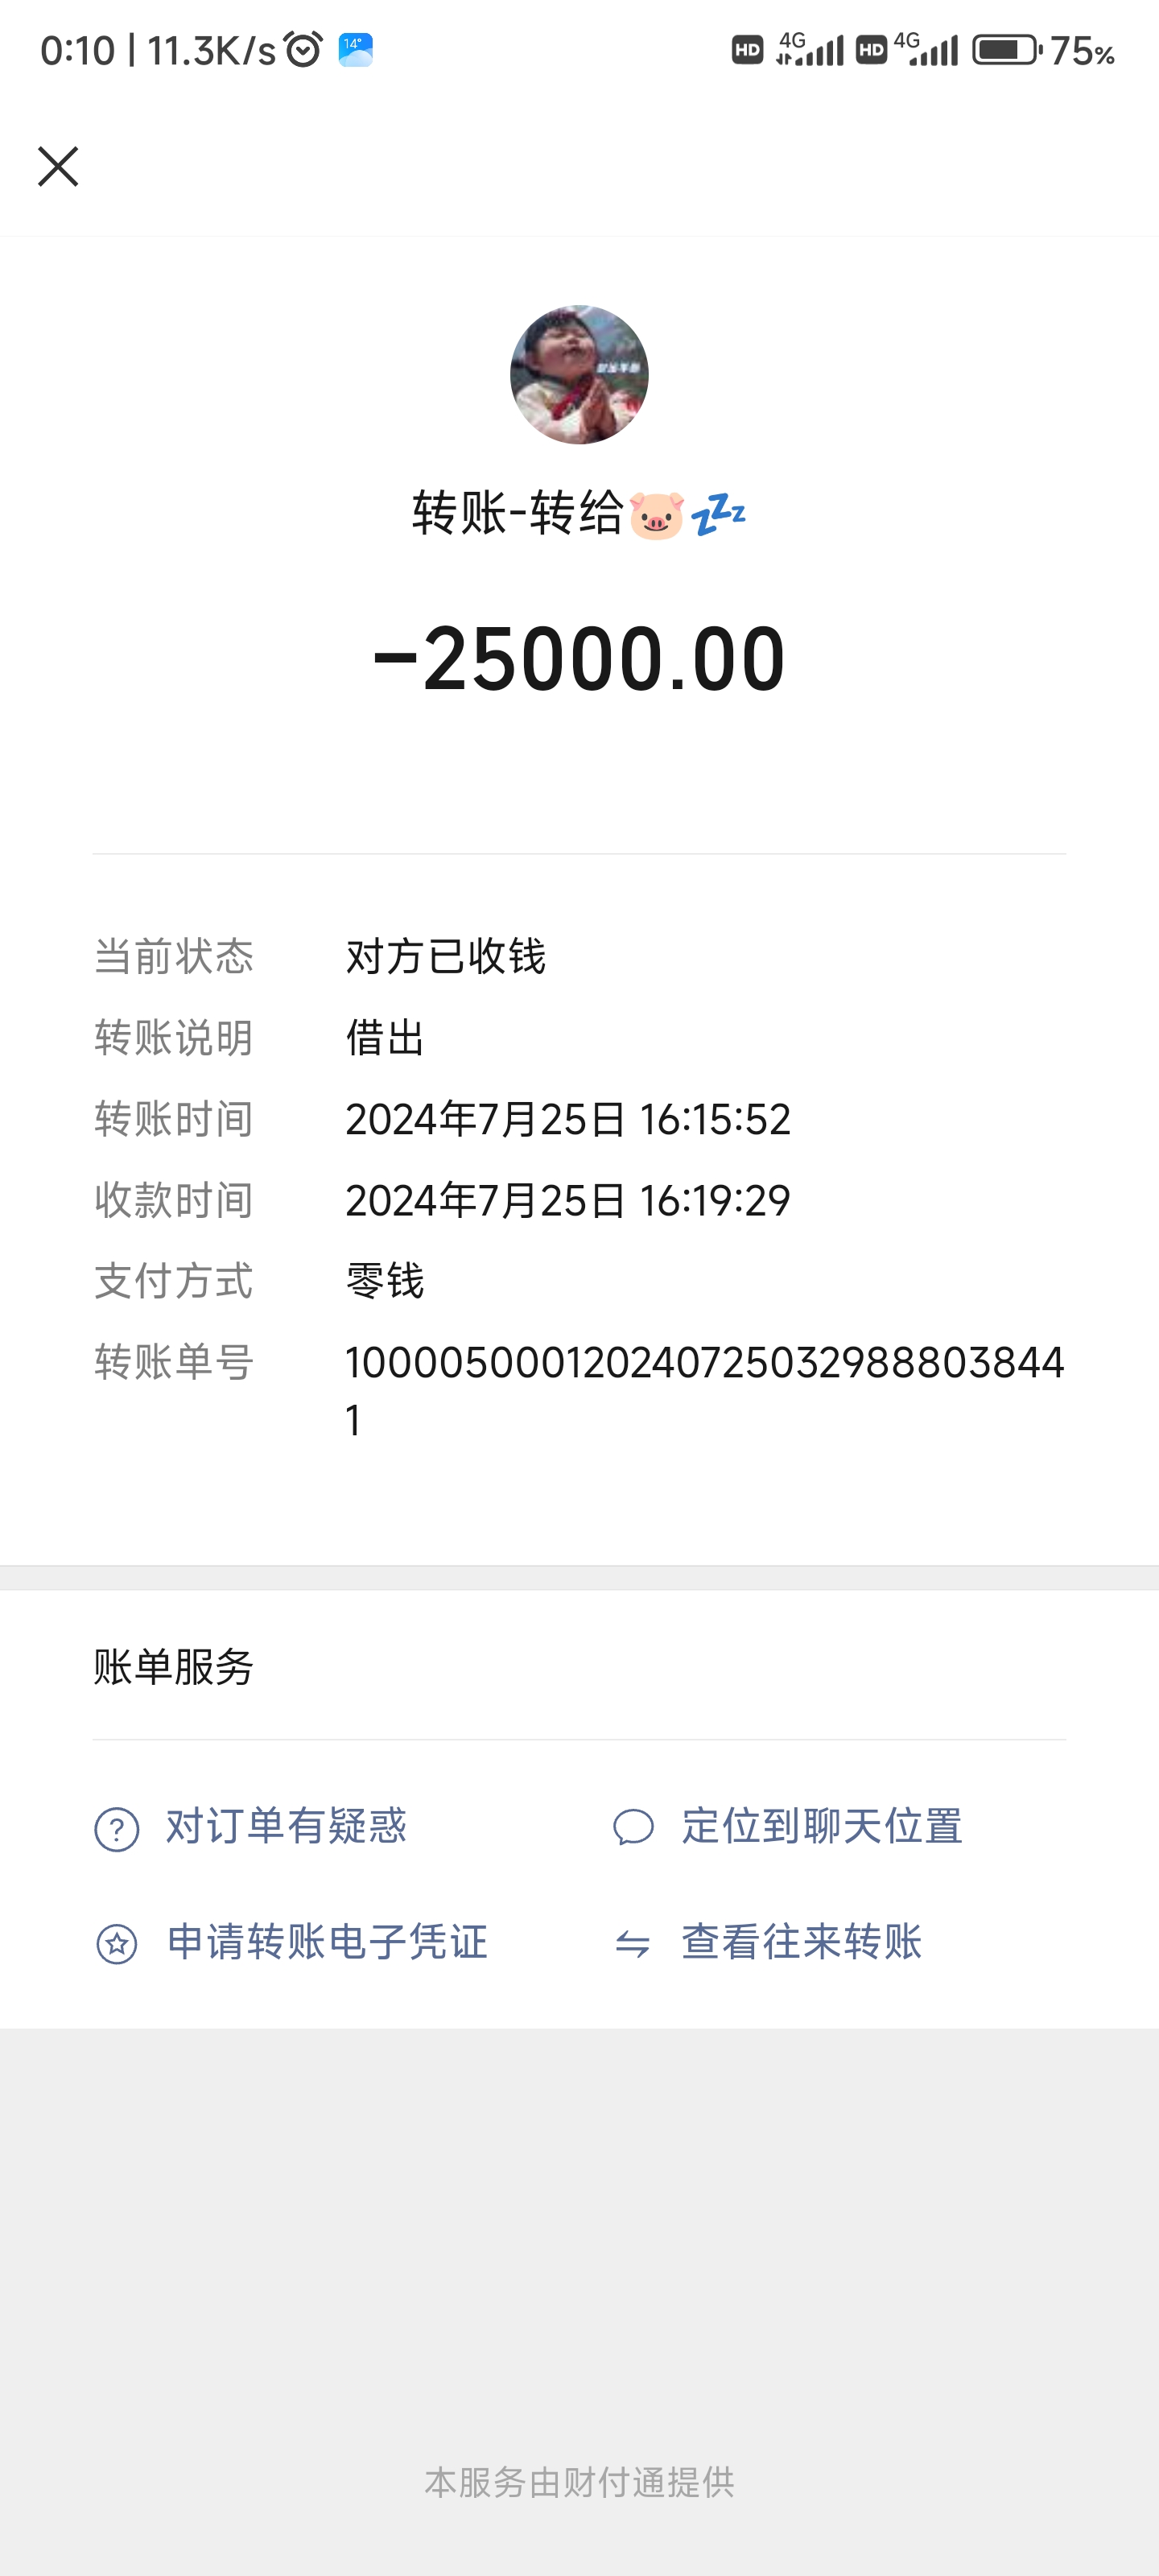 0:10 | 11.3K/s 14° HD 4G HD 4G 75%
转账-转给🐷💤
-25000.00
当前状态 对方已收钱
转账说明 借出
转账时间 2024年7月25日 16:15:52
收款时间 2024年7月25日 16:19:29
支付方式 零钱
转账单号 100005000120240725032988803844
1
账单服务
对订单有疑惑 定位到聊天位置
申请转账电子凭证 查看往来转账
本服务由财付通提供